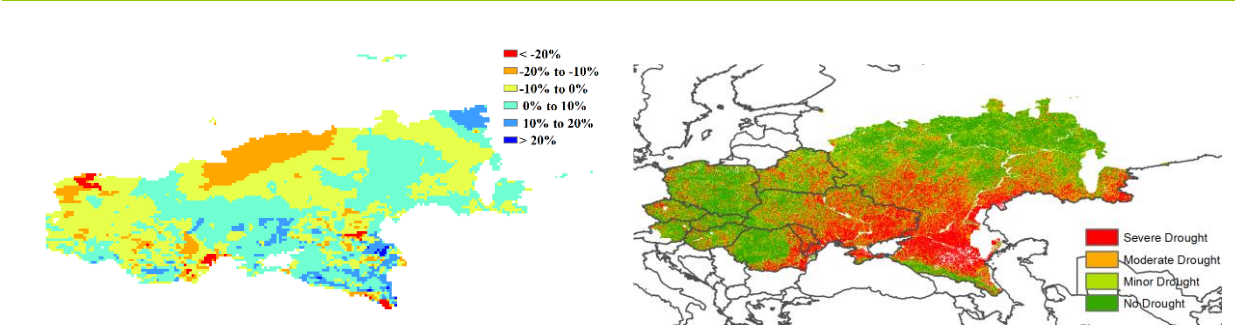 < -20%
-20% to -10%
-10% to 0%
0% to 10%
10% to 20%
> 20%
Severe Drought
Moderate Drought
Minor Drought
No Drought